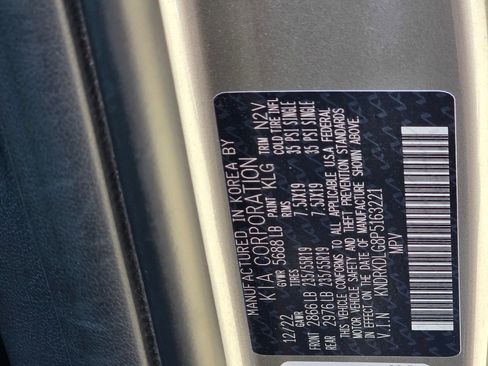 MANUFACTURED IN KOREA BY
KIA CORPORATION
12/22 GVWR 5688LB PAINT KLG TRIM N2V
GAWR TIRES RIMS COLD TIRE INFL
FRONT 2866LB 235/55R19 7.5JX19 35 PSI SINGLE
REAR 2976LB 235/55R19 7.5JX19 35 PSI SINGLE
THIS VEHICLE CONFORMS TO ALL APPLICABLE U.S.A FEDERAL
MOTOR VEHICLE SAFETY AND THEFT PREVENTION STANDARDS
IN EFFECT ON THE DATE OF MANUFACTURE SHOWN ABOVE.
V.I.N KNDRKDLG8P5163221
MPV